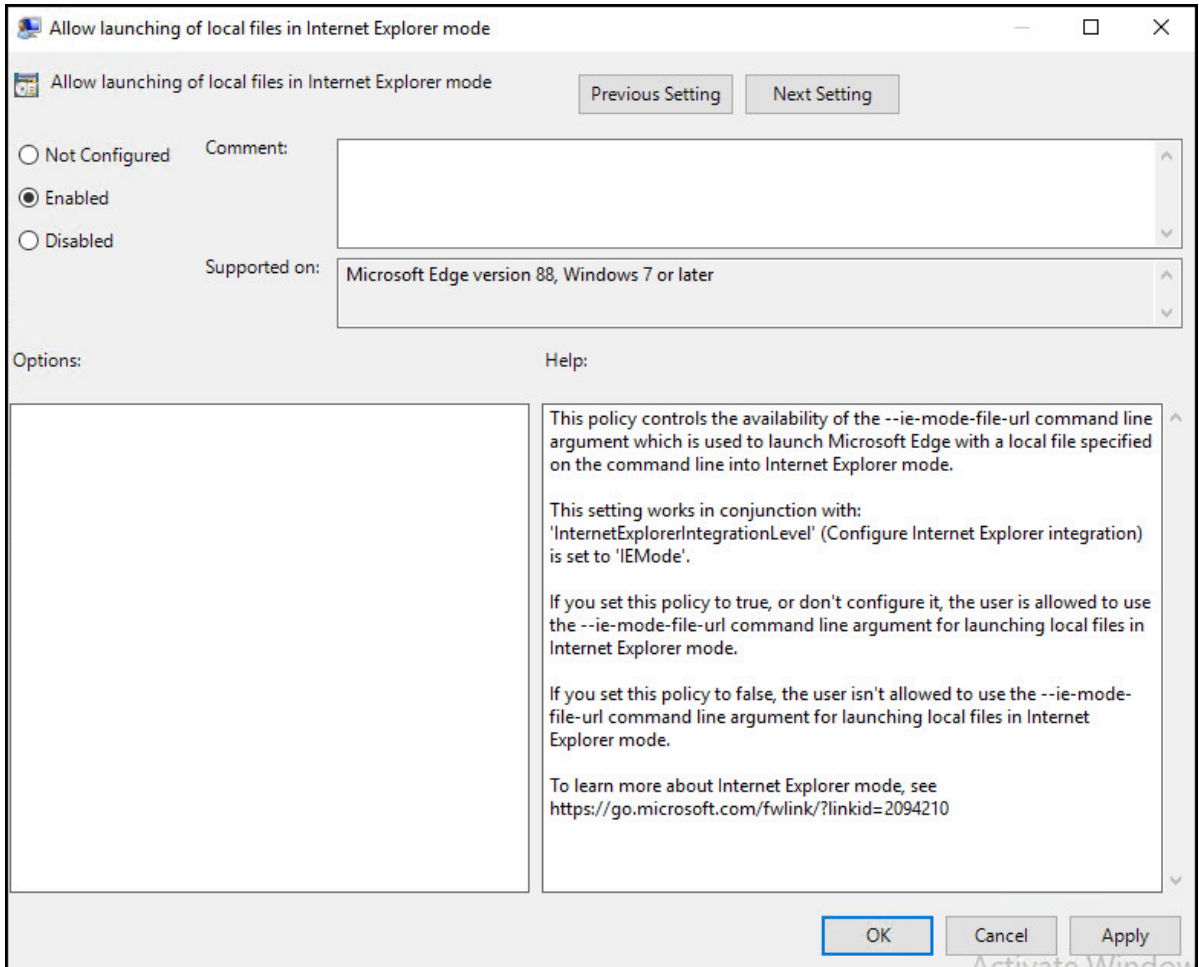 Allow launching of local files in Internet Explorer mode
Allow launching of local files in Internet Explorer mode
Previous Setting
Next Setting
Not Configured
Enabled
Disabled
Comment:
Supported on:
Microsoft Edge version 88, Windows 7 or later
Options:
Help:
This policy controls the availability of the --ie-mode-file-url command line
argument which is used to launch Microsoft Edge with a local file specified
on the command line into Internet Explorer mode.
This setting works in conjunction with:
'InternetExplorerIntegrationLevel' (Configure Internet Explorer integration)
is set to 'IEMode'.
If you set this policy to true, or don't configure it, the user is allowed to use
the --ie-mode-file-url command line argument for launching local files in
Internet Explorer mode.
If you set this policy to false, the user isn't allowed to use the --ie-mode-
file-url command line argument for launching local files in Internet
Explorer mode.
To learn more about Internet Explorer mode, see
https://go.microsoft.com/fwlink/?linkid=2094210
OK
Cancel
Apply
Activate Window